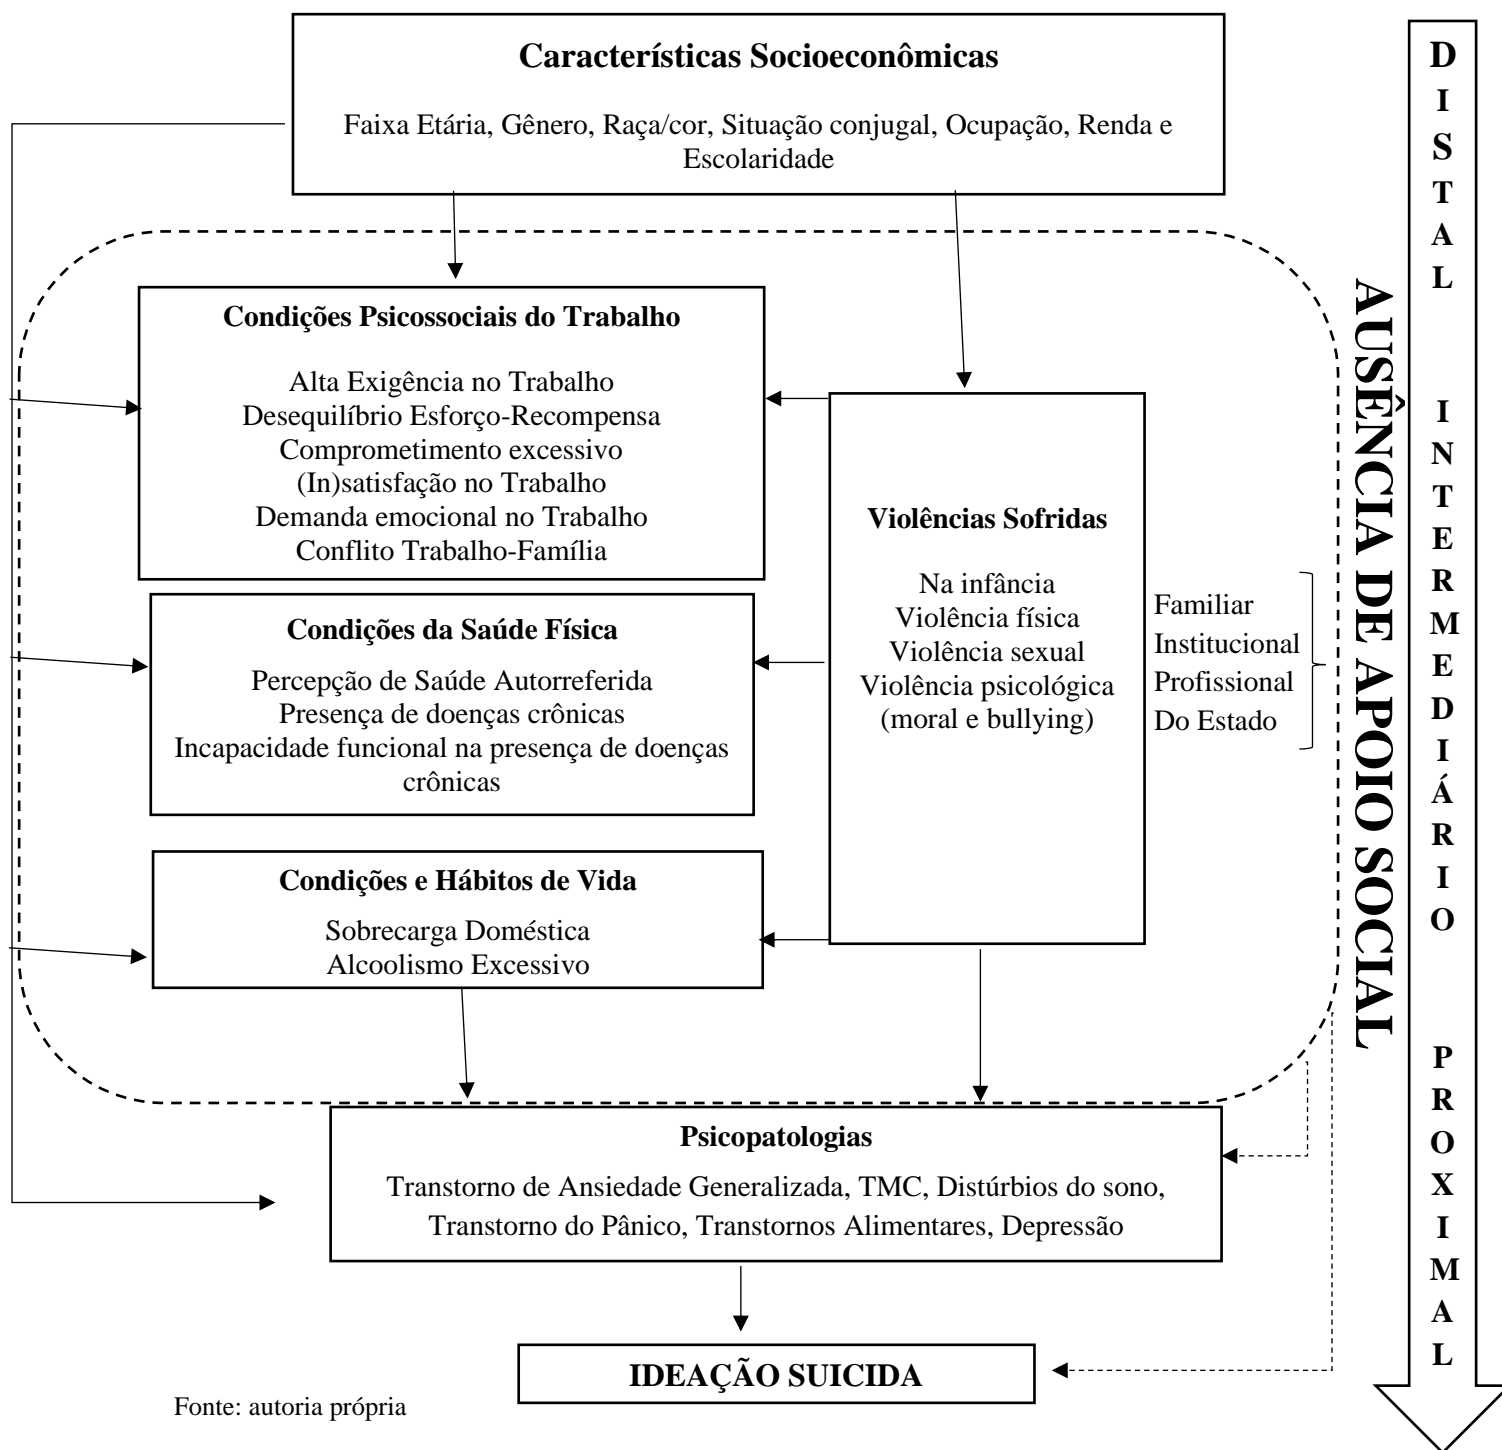 Características Socioeconômicas
Faixa Etária, Gênero, Raça/cor, Situação conjugal, Ocupação, Renda e
Escolaridade
Condições Psicossociais do Trabalho
Alta Exigência no Trabalho
Desequilíbrio Esforço-Recompensa
Comprometimento excessivo
(In)satisfação no Trabalho
Demanda emocional no Trabalho
Conflito Trabalho-Família
Condições da Saúde Física
Percepção de Saúde Autorreferida
Presença de doenças crônicas
Incapacidade funcional na presença de doenças
crônicas
Condições e Hábitos de Vida
Sobrecarga Doméstica
Alcoolismo Excessivo
Violências Sofridas
Na infância
Violência física
Violência sexual
Violência psicológica
(moral e bullying)
Familiar
Institucional
Profissional
Do Estado
AUSÊNCIA DE APOIO SOCIAL
DISTAL
INTERMEDIÁRIO
PROXIMAL
Psicopatologias
Transtorno de Ansiedade Generalizada, TMC, Distúrbios do sono,
Transtorno do Pânico, Transtornos Alimentares, Depressão
IDEAÇÃO SUICIDA
Fonte: autoria própria